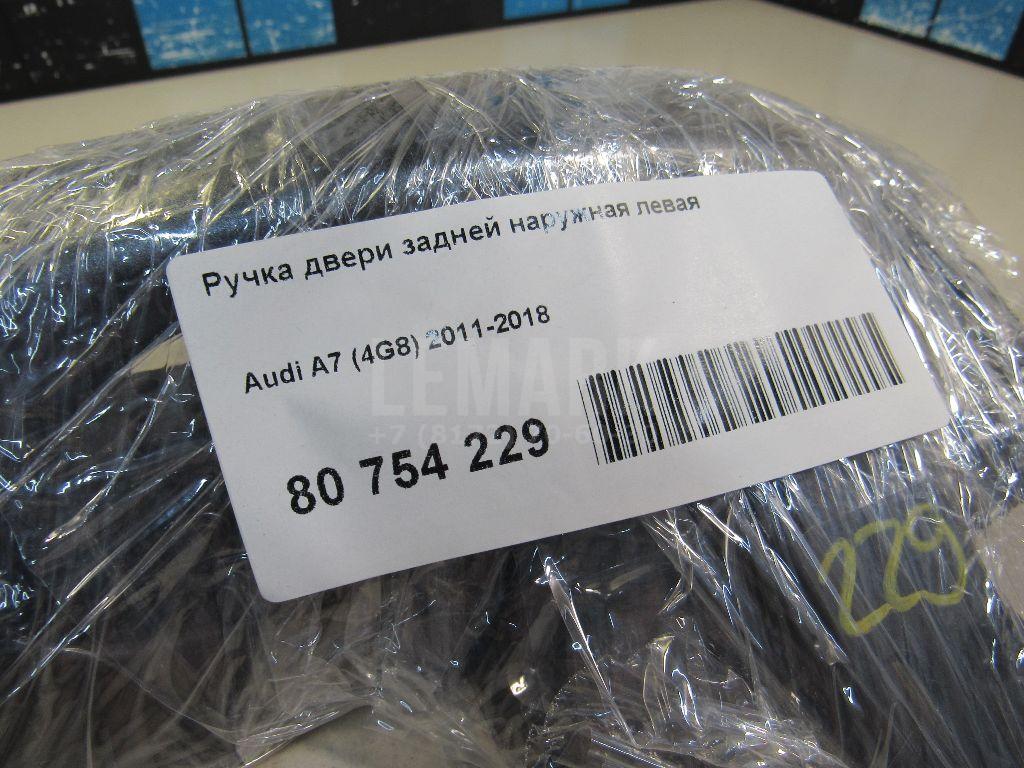 Ручка двери задней наружная левая
Audi A7 (4G8) 2011-2018
LEMARK
80 754 229
229